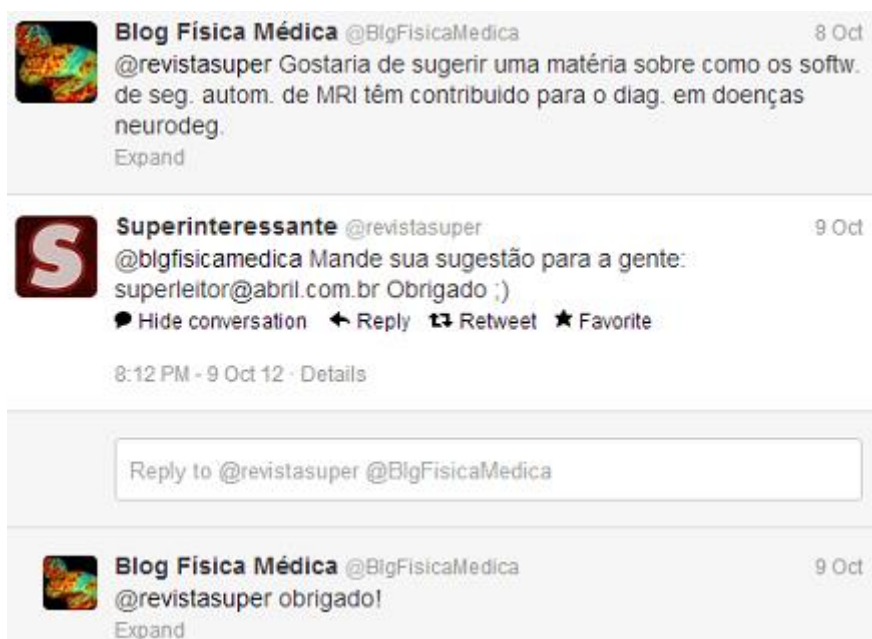 Blog Física Médica @BlgFisicaMedica 8 Oct
@revistasuper Gostaria de sugerir uma matéria sobre como os softw.
de seg. autom. de MRI têm contribuido para o diag. em doenças
neurodeg.
Expand
S
Superinteressante @revistasuper 9 Oct
@blgfisicamedica Mande sua sugestão para a gente:
superleitor@abril.com.br Obrigado ;)
Hide conversation Reply Retweet Favorite
8:12 PM - 9 Oct 12 · Details
Reply to @revistasuper @BlgFisicaMedica
Blog Física Médica @BlgFisicaMedica 9 Oct
@revistasuper obrigado!
Expand